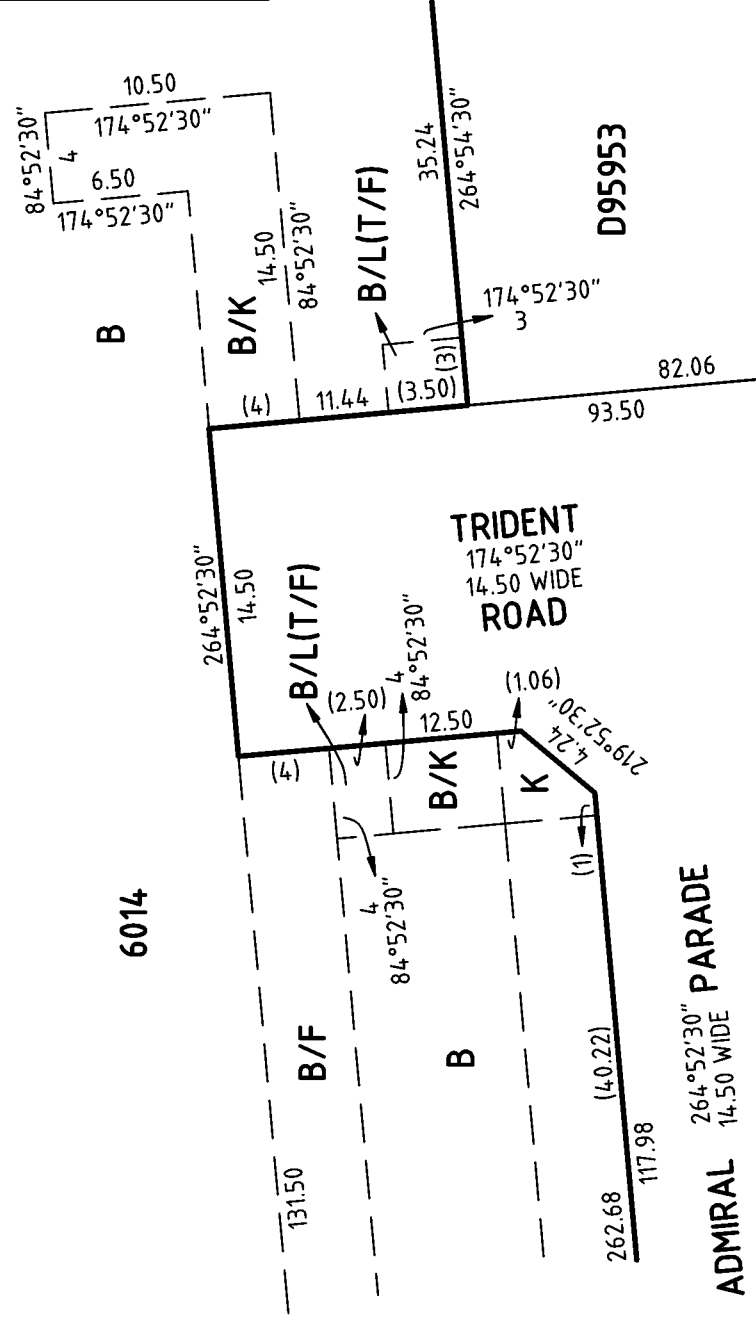 10.50
174°52'30"
84°52'30"
4
6.50
174°52'30"
B
B/K
14.50
84°52'30"
B/L(T/F)
35.24
264°54'30"
D95953
174°52'30"
3
(3)
(4)
11.44
(3.50)
82.06
93.50
264°52'30"
14.50
TRIDENT
174°52'30"
14.50 WIDE
ROAD
B/L(T/F)
(2.50)
4
84°52'30"
12.50
(1.06)
4.24
219°52'30"
(4)
B/K
K
(1)
4
84°52'30"
6014
B/F
B
131.50
(40.22)
262.68
117.98
ADMIRAL PARADE
264°52'30"
14.50 WIDE